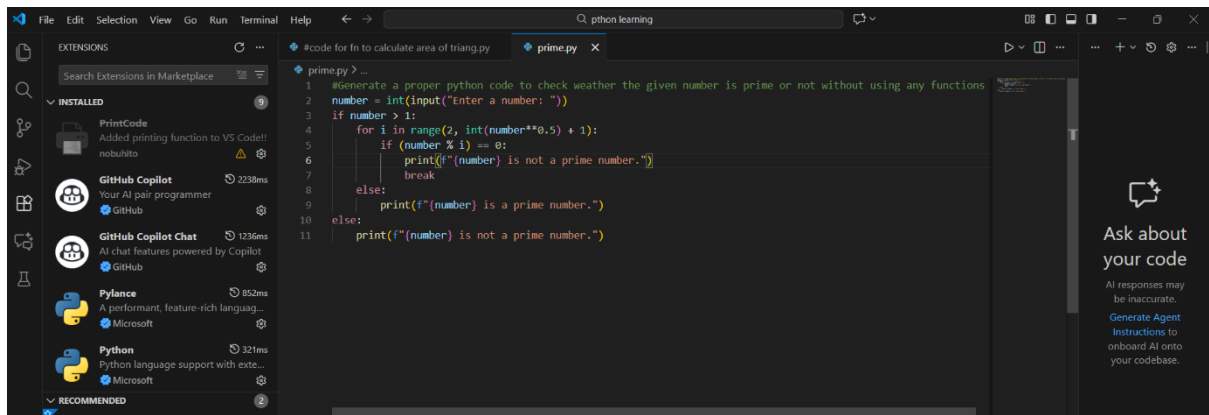 File Edit Selection View Go Run Terminal Help
pthon learning
EXTENSIONS
Search Extensions in Marketplace
INSTALLED
9
PrintCode
Added printing function to VS Code!!
nobuhito
GitHub Copilot 2238ms
Your AI pair programmer
GitHub
GitHub Copilot Chat 1236ms
AI chat features powered by Copilot
GitHub
Pylance 852ms
A performant, feature-rich languag...
Microsoft
Python 321ms
Python language support with exte...
Microsoft
RECOMMENDED
2
#code for fn to calculate area of triang.py prime.py
prime.py > ...
1 #Generate a proper python code to check weather the given number is prime or not without using any functions
2 number = int(input("Enter a number: "))
3 if number > 1:
4 for i in range(2, int(number**0.5) + 1):
5 if (number % i) == 0:
6 print(f"{number} is not a prime number.")
7 break
8 else:
9 print(f"{number} is a prime number.")
10 else:
11 print(f"{number} is not a prime number.")
Ask about
your code
AI responses may
be inaccurate.
Generate Agent
Instructions to
onboard AI onto
your codebase.